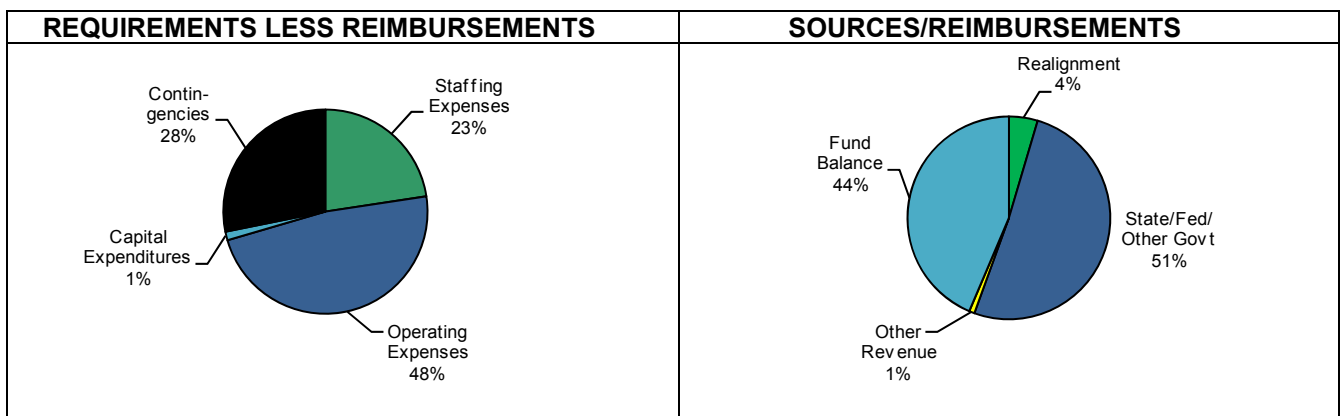 REQUIREMENTS LESS REIMBURSEMENTS
Contin-
gencies
28%
Staffing
Expenses
23%
Capital
Expenditures
1%
Operating
Expenses
48%
SOURCES/REIMBURSEMENTS
Realignment
4%
Fund
Balance
44%
State/Fed/
Other Govt
51%
Other
Revenue
1%